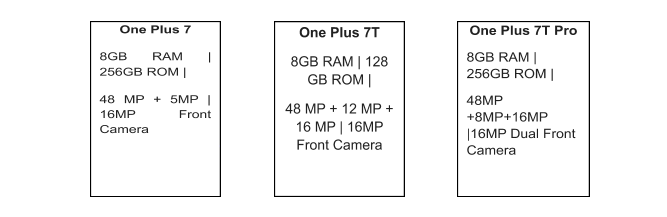 One Plus 7
8GB RAM |
256GB ROM |
48 MP + 5MP |
16MP Front
Camera
One Plus 7T
8GB RAM | 128
GB ROM |
48 MP + 12 MP +
16 MP | 16MP
Front Camera
One Plus 7T Pro
8GB RAM |
256GB ROM |
48MP
+8MP+16MP
|16MP Dual Front
Camera